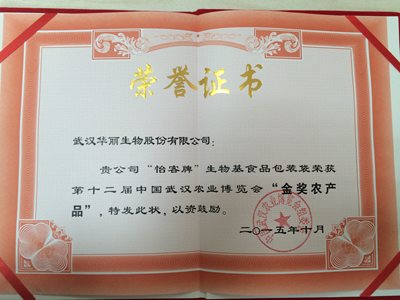 荣誉证书
武汉华丽生物股份有限公司：
贵公司“怡客牌”生物基食品包装袋荣获
第十二届中国武汉农业博览会“金奖农产
品”，特发此状，以资鼓励。
二〇一五年十月